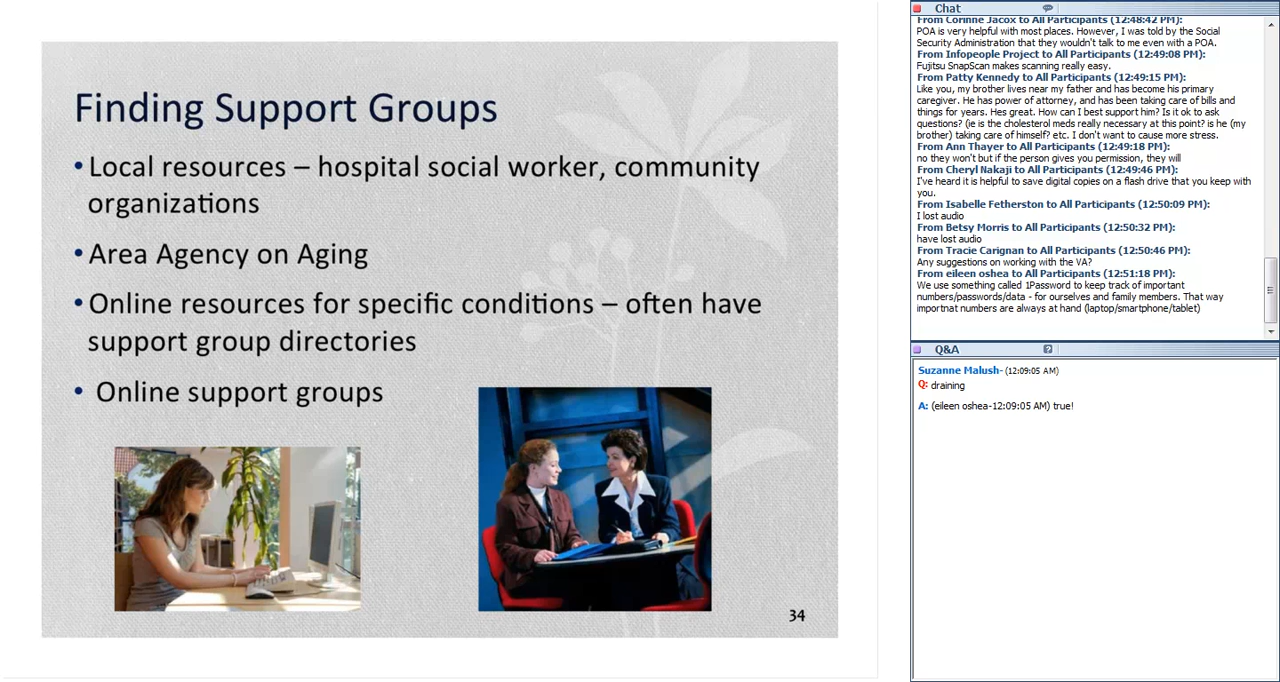 Finding Support Groups
•Local resources – hospital social worker, community
organizations
•Area Agency on Aging
•Online resources for specific conditions – often have
support group directories
• Online support groups
34
Chat
From Corinne Jacox to All Participants (12:48:42 PM):
POA is very helpful with most places. However, I was told by the Social
Security Administration that they wouldn't talk to me even with a POA.
From Infopeople Project to All Participants (12:49:08 PM):
Fujitsu SnapScan makes scanning really easy.
From Patty Kennedy to All Participants (12:49:15 PM):
Like you, my brother lives near my father and has become his primary
caregiver. He has power of attorney, and has been taking care of bills and
things for years. Hes great. How can I best support him? Is it ok to ask
questions? (ie is the cholesterol meds really necessary at this point? is he (my
brother) taking care of himself? etc. I don't want to cause more stress.
From Ann Thayer to All Participants (12:49:18 PM):
no they won't but if the person gives you permission, they will
From Cheryl Nakaji to All Participants (12:49:46 PM):
I've heard it is helpful to save digital copies on a flash drive that you keep with
you.
From Isabelle Fetherston to All Participants (12:50:09 PM):
I lost audio
From Betsy Morris to All Participants (12:50:32 PM):
have lost audio
From Tracie Carignan to All Participants (12:50:46 PM):
Any suggestions on working with the VA?
From eileen oshea to All Participants (12:51:18 PM):
We use something called 1Password to keep track of important
numbers/passwords/data - for ourselves and family members. That way
importnat numbers are always at hand (laptop/smartphone/tablet)
Q&A
Suzanne Malush- (12:09:05 AM)
Q: draining
A: (eileen oshea-12:09:05 AM) true!